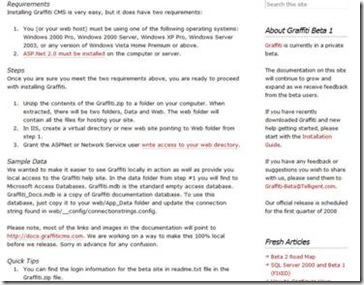 Requirements
Installing Graffiti CMS is very easy, but it does have two requirements.
1. You (or your web host) must be using one of the following operating systems:
Windows 2000 Pro, Windows 2000 Server, Windows XP Pro, Windows Server
2003, or any version of Windows Vista Home Premium or above.
2. ASP.Net 2.0 must be installed on the computer or server.
Steps
Once you are sure you meet the two requirements above, you are ready to proceed
with installing Graffiti.
1. Unzip the contents of the Graffiti.zip to a folder on your computer. When
extracted, there will be two folders, Data and Web. The web folder will
contain all the files for hosting your site.
2. In IIS, create a virtual directory or new web site pointing to Web folder from
step 1.
3. Grant the ASPNet or Network Service user write access to your web directory.
Sample Data
We wanted to make it easier to see Graffiti locally in action as well as provide you
local access to the Graffiti help site. In the data folder from step #1 you will find to
Microsoft Access Databases. Graffiti.mdb is the standard empty access database.
Graffiti_Docs.mdb is a copy of Graffiti documentation database. To use this
database, just copy it to your web/App_Data folder and update the connection
string found in web/__config/connectionstrings.config.
Please note, most of the links and images in the documentation will point to
http://docs.graffiticms.com. We are working on a way to make this 100% local
before we release. Sorry in advance for any confusion.
Quick Tips
1. You can find the login information for the beta site in readme.txt file in the
Graffiti.zip file.
Search this site
About Graffiti Beta 1
Graffiti is currently in a private
beta.
The documentation on this site
will continue to grow and
expand as we receive feedback
from the beta users.
If you have recently
downloaded Graffiti and new
help getting started, please
start with the Installation
Guide.
If you have any feedback or
suggestions you wish to share
with us, please send them to
Graffiti-Beta@Telligent.com.
Our official release is scheduled
for the first quarter of 2008
Fresh Articles
Beta 2 Road Map
SQL Server 2000 and Beta 1
(FIXED)